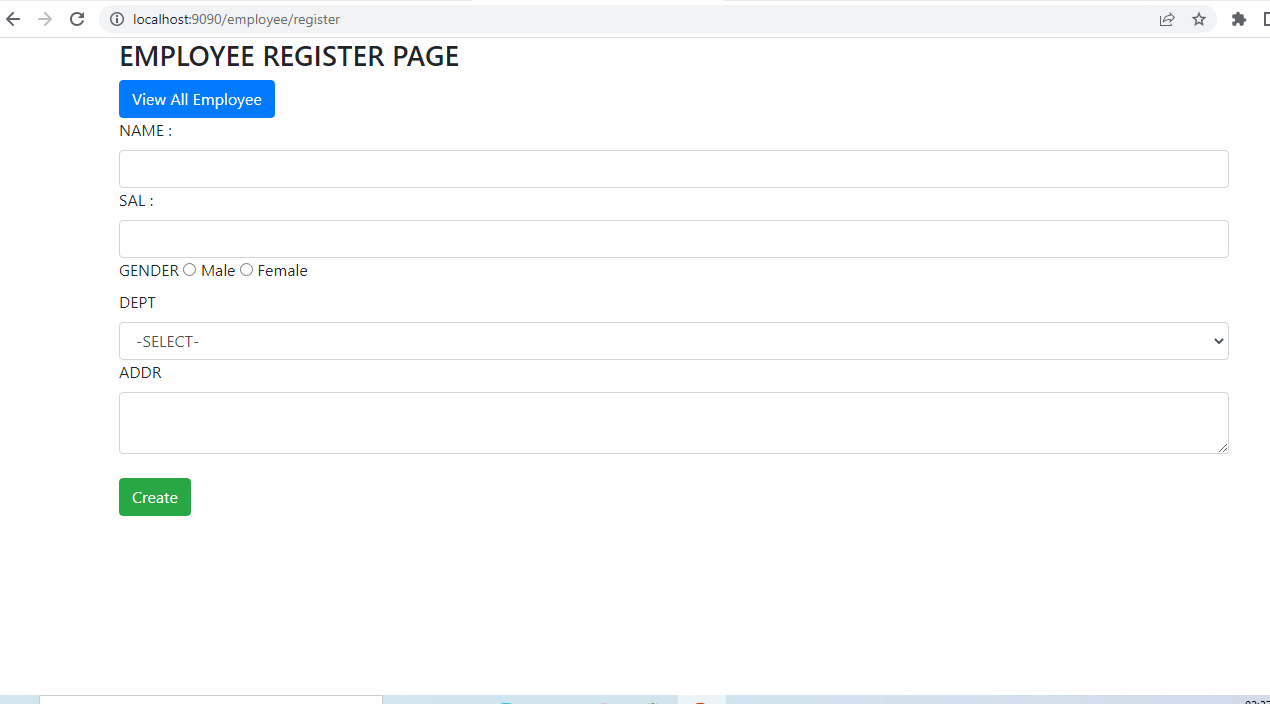 localhost:9090/employee/register
EMPLOYEE REGISTER PAGE
View All Employee
NAME :
SAL :
GENDER Male Female
DEPT
-SELECT-
ADDR
Create